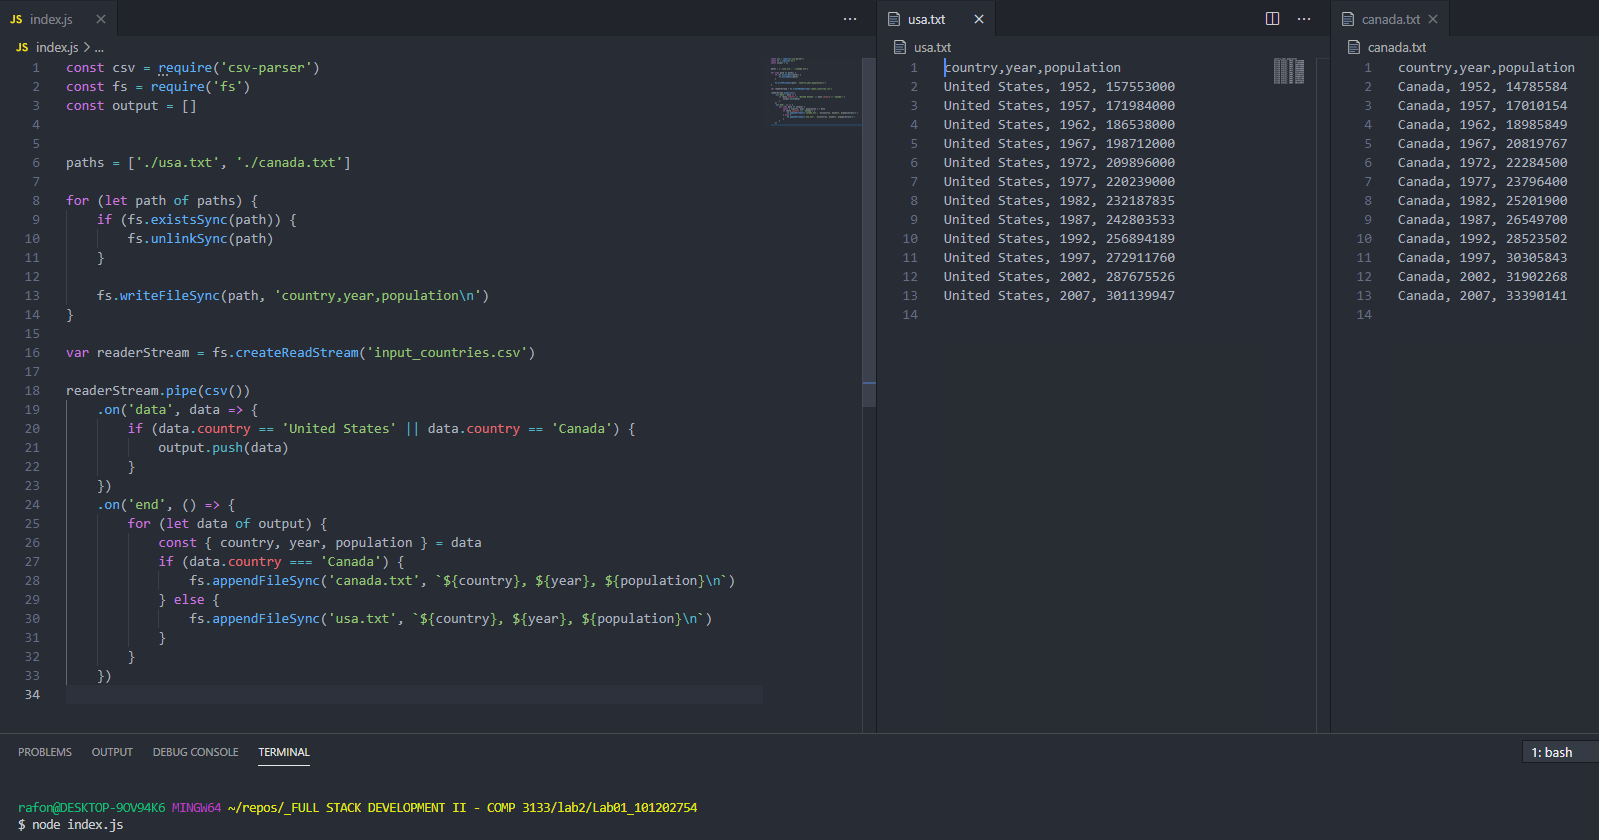 JS index.js
JS index.js > ...
1 const csv = require('csv-parser')
2 const fs = require('fs')
3 const output = []
4
5
6 paths = ['./usa.txt', './canada.txt']
7
8 for (let path of paths) {
9 if (fs.existsSync(path)) {
10 fs.unlinkSync(path)
11 }
12
13 fs.writeFileSync(path, 'country,year,population\n')
14 }
15
16 var readerStream = fs.createReadStream('input_countries.csv')
17
18 readerStream.pipe(csv())
19 .on('data', data => {
20 if (data.country == 'United States' || data.country == 'Canada') {
21 output.push(data)
22 }
23 })
24 .on('end', () => {
25 for (let data of output) {
26 const { country, year, population } = data
27 if (data.country === 'Canada') {
28 fs.appendFileSync('canada.txt', `${country}, ${year}, ${population}\n`)
29 } else {
30 fs.appendFileSync('usa.txt', `${country}, ${year}, ${population}\n`)
31 }
32 }
33 })
34
usa.txt
usa.txt
1 country,year,population
2 United States, 1952, 157553000
3 United States, 1957, 171984000
4 United States, 1962, 186538000
5 United States, 1967, 198712000
6 United States, 1972, 209896000
7 United States, 1977, 220239000
8 United States, 1982, 232187835
9 United States, 1987, 242803533
10 United States, 1992, 256894189
11 United States, 1997, 272911760
12 United States, 2002, 287675526
13 United States, 2007, 301139947
14
canada.txt
canada.txt
1 country,year,population
2 Canada, 1952, 14785584
3 Canada, 1957, 17010154
4 Canada, 1962, 18985849
5 Canada, 1967, 20819767
6 Canada, 1972, 22284500
7 Canada, 1977, 23796400
8 Canada, 1982, 25201900
9 Canada, 1987, 26549700
10 Canada, 1992, 28523502
11 Canada, 1997, 30305843
12 Canada, 2002, 31902268
13 Canada, 2007, 33390141
14
PROBLEMS OUTPUT DEBUG CONSOLE TERMINAL
1: bash
rafon@DESKTOP-9OV94K6 MINGW64 ~/repos/_FULL STACK DEVELOPMENT II - COMP 3133/lab2/Lab01_101202754
$ node index.js